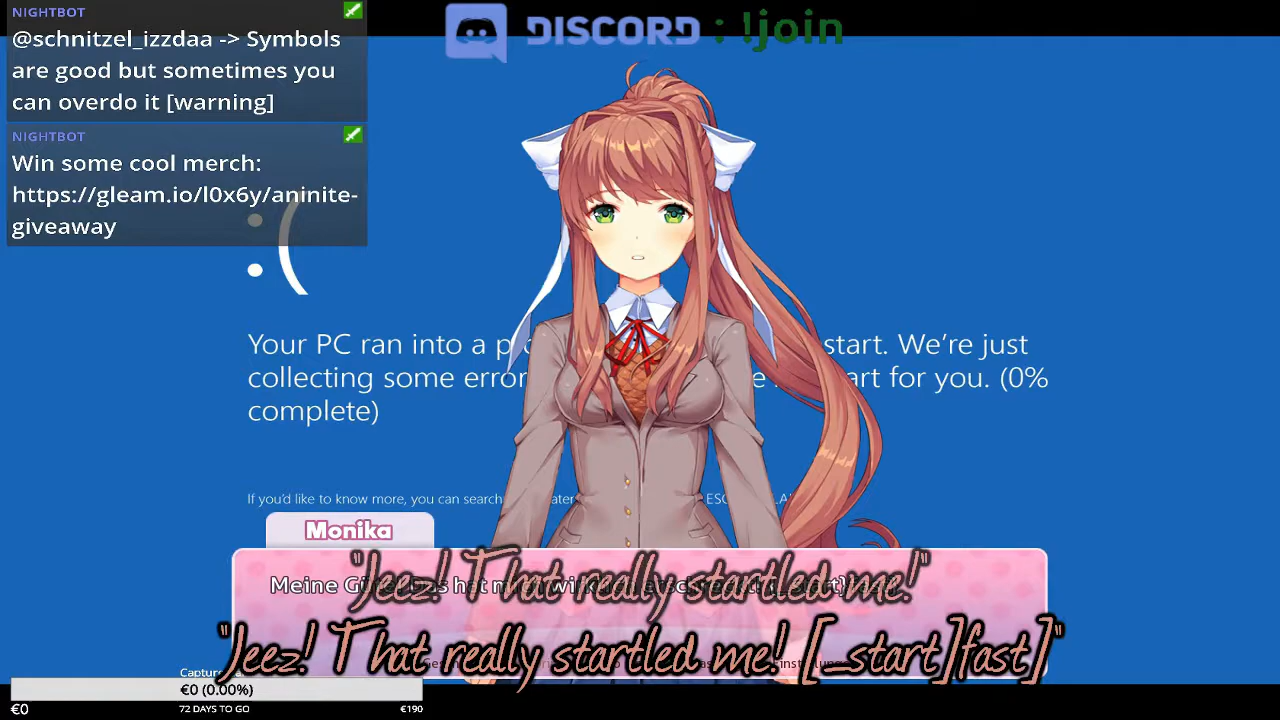 DISCORD : !join
NIGHTBOT
@schnitzel_izzdaa -> Symbols
are good but sometimes you
can overdo it [warning]
NIGHTBOT
Win some cool merch:
https://gleam.io/l0x6y/aninite-
giveaway
:(
Your PC ran into a start. We're just
collecting some error art for you. (0%
complete)
If you'd like to know more, you can search
Monika
"Jeez! That really startled me!"
Meine
"Jeez! That really startled me! [_start]fast]"
€0 (0.00%)
€0 72 DAYS TO GO €190